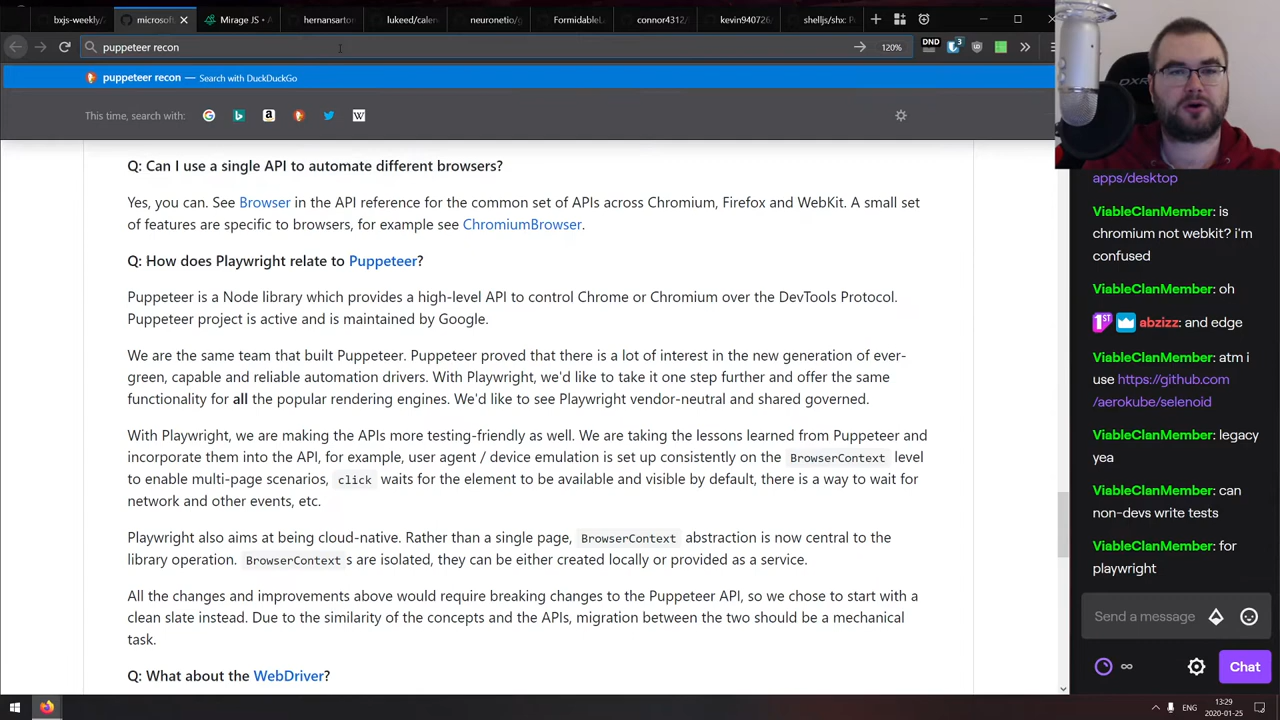 bxjs-weekly/
microsoft
Mirage JS • A
hernansarton
lukeed/calen
neuronetio/g
FormidableL
connor4312/
kevin940726
shelljs/shx: P
puppeteer recon
120%
DND
3
puppeteer recon — Search with DuckDuckGo
This time, search with:
Q: Can I use a single API to automate different browsers?
Yes, you can. See Browser in the API reference for the common set of APIs across Chromium, Firefox and WebKit. A small set
of features are specific to browsers, for example see ChromiumBrowser.
Q: How does Playwright relate to Puppeteer?
Puppeteer is a Node library which provides a high-level API to control Chrome or Chromium over the DevTools Protocol.
Puppeteer project is active and is maintained by Google.
We are the same team that built Puppeteer. Puppeteer proved that there is a lot of interest in the new generation of ever-
green, capable and reliable automation drivers. With Playwright, we'd like to take it one step further and offer the same
functionality for all the popular rendering engines. We'd like to see Playwright vendor-neutral and shared governed.
With Playwright, we are making the APIs more testing-friendly as well. We are taking the lessons learned from Puppeteer and
incorporate them into the API, for example, user agent / device emulation is set up consistently on the BrowserContext level
to enable multi-page scenarios, click waits for the element to be available and visible by default, there is a way to wait for
network and other events, etc.
Playwright also aims at being cloud-native. Rather than a single page, BrowserContext abstraction is now central to the
library operation. BrowserContext s are isolated, they can be either created locally or provided as a service.
All the changes and improvements above would require breaking changes to the Puppeteer API, so we chose to start with a
clean slate instead. Due to the similarity of the concepts and the APIs, migration between the two should be a mechanical
task.
Q: What about the WebDriver?
DXR
apps/desktop
ViableClanMember: is
chromium not webkit? i'm
confused
ViableClanMember: oh
1ST abzizz: and edge
ViableClanMember: atm i
use https://github.com
/aerokube/selenoid
ViableClanMember: legacy
yea
ViableClanMember: can
non-devs write tests
ViableClanMember: for
playwright
Send a message
∞
Chat
ENG
13:29
2020-01-25